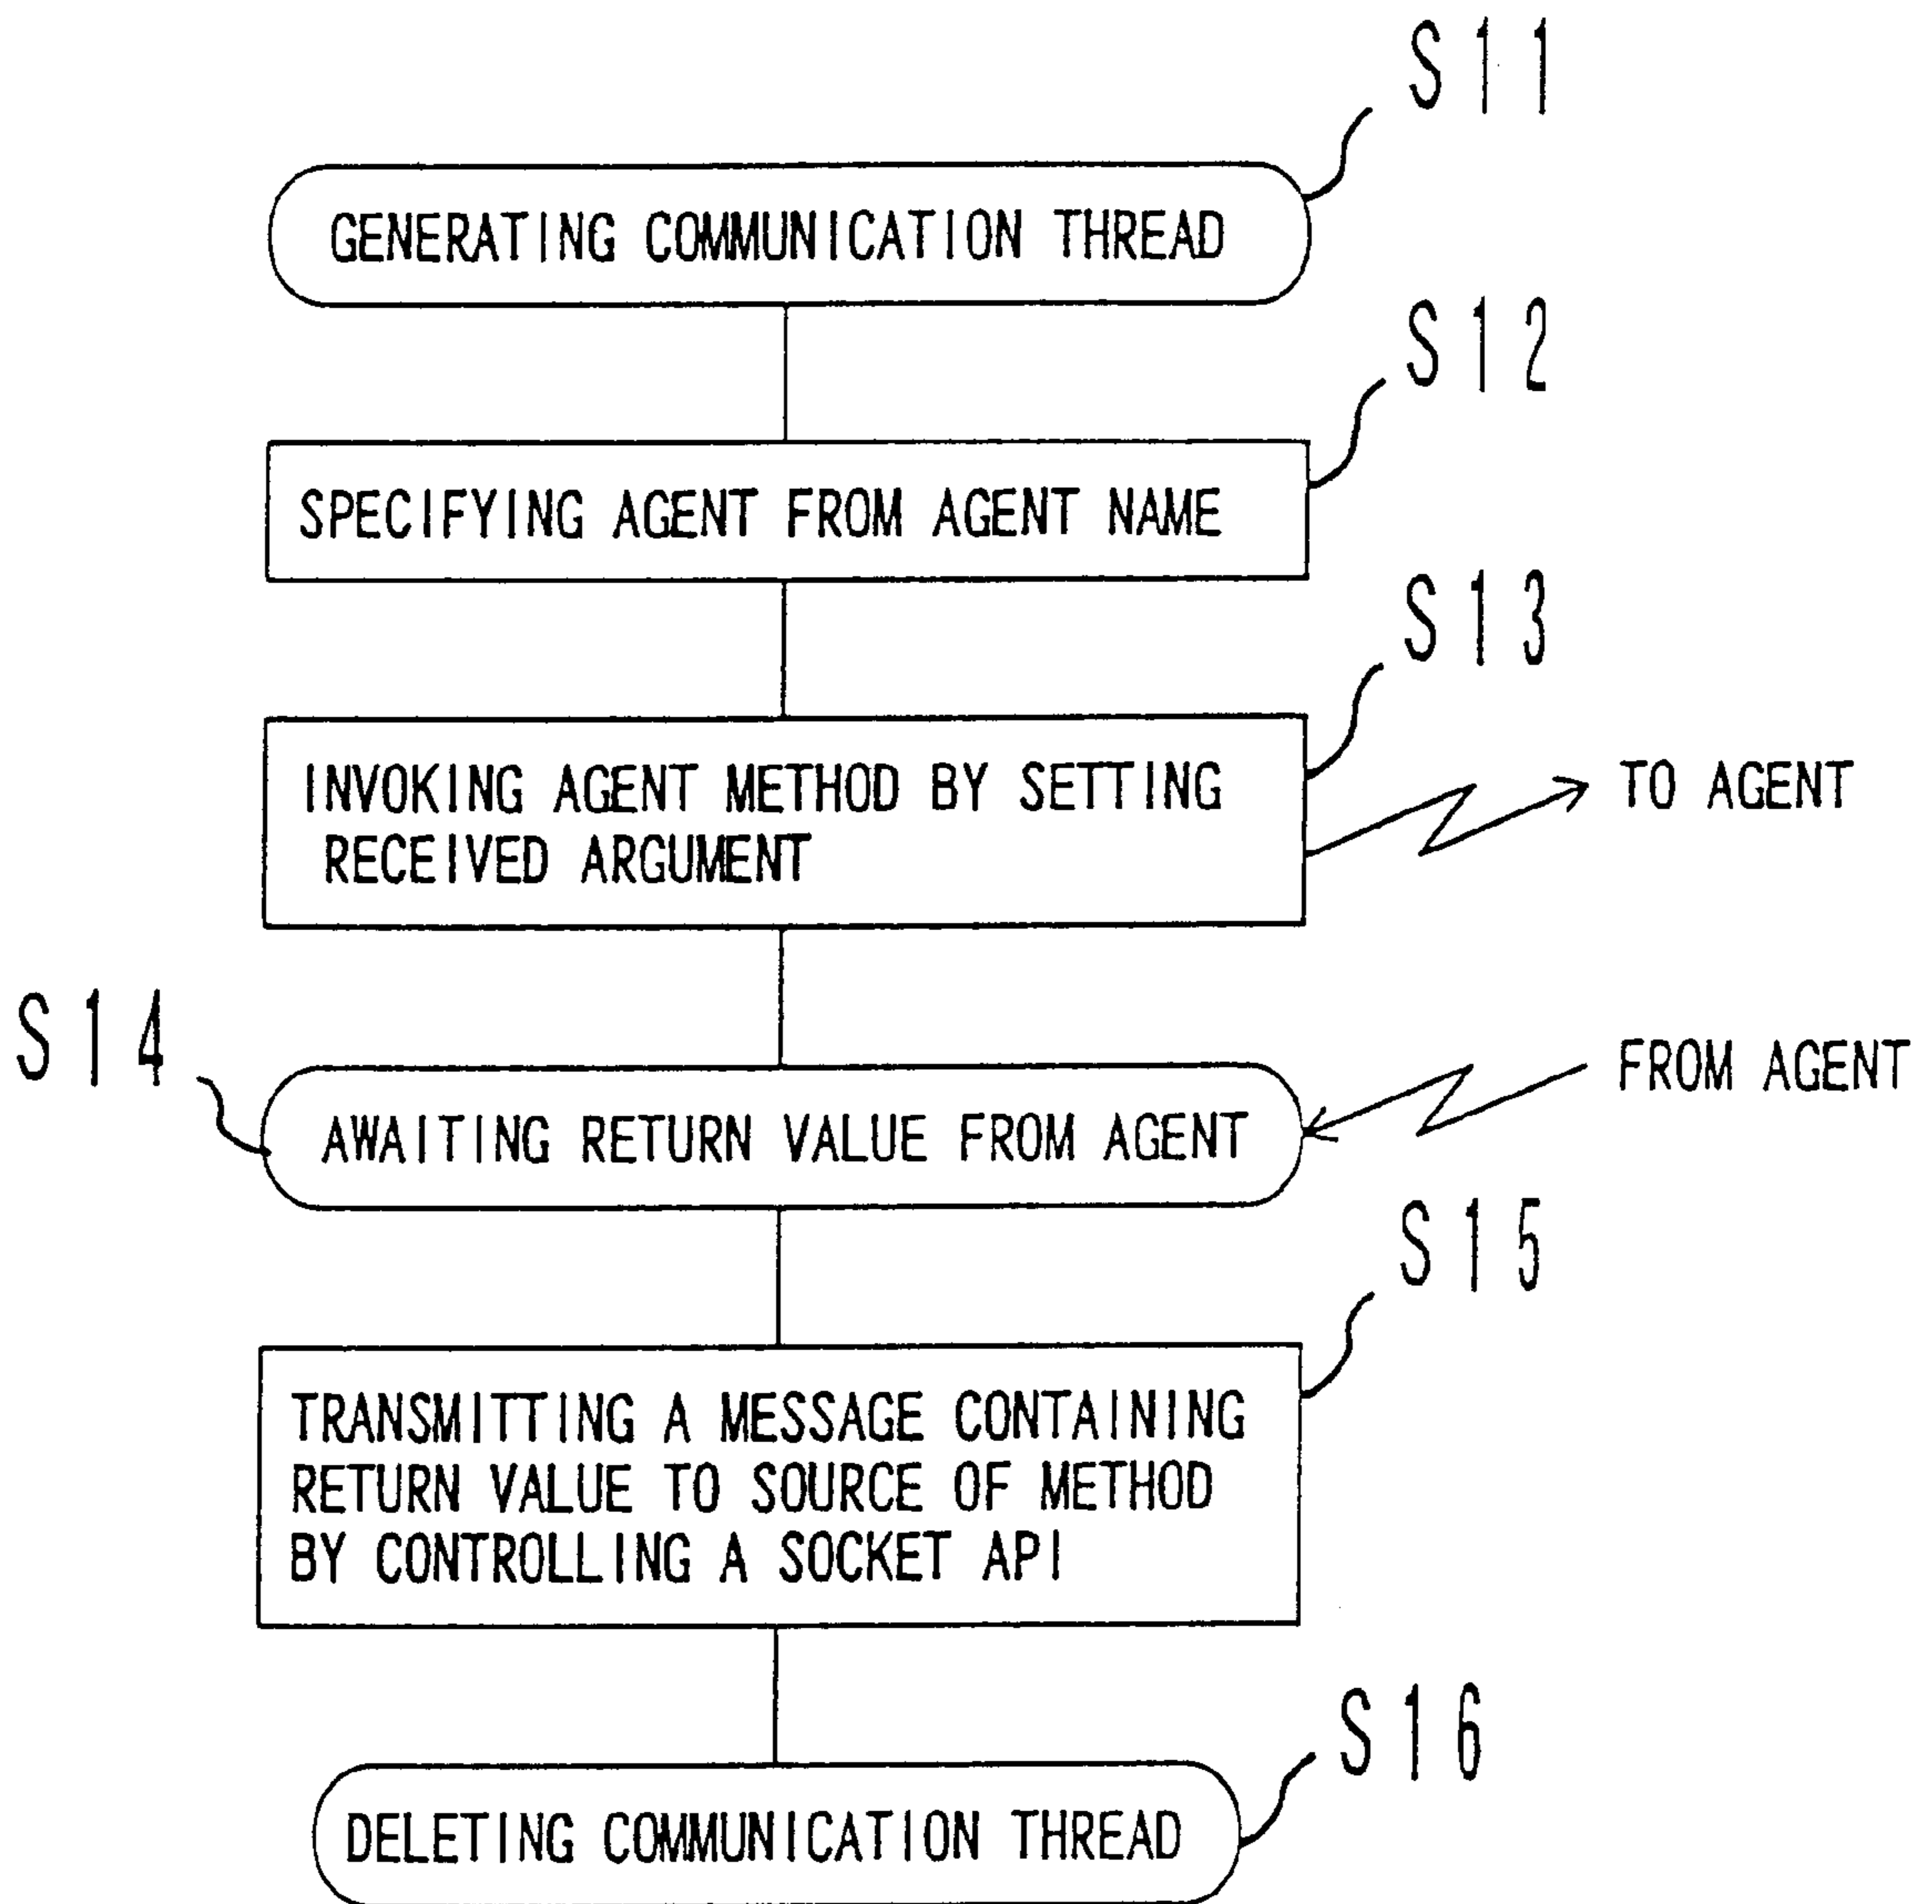 S11
GENERATING COMMUNICATION THREAD
S12
SPECIFYING AGENT FROM AGENT NAME
S13
INVOKING AGENT METHOD BY SETTING
RECEIVED ARGUMENT
TO AGENT
S14
FROM AGENT
AWAITING RETURN VALUE FROM AGENT
S15
TRANSMITTING A MESSAGE CONTAINING
RETURN VALUE TO SOURCE OF METHOD
BY CONTROLLING A SOCKET API
S16
DELETING COMMUNICATION THREAD